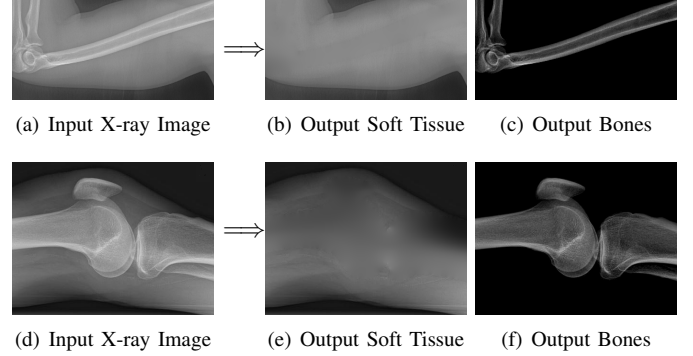 (a) Input X-ray Image (b) Output Soft Tissue (c) Output Bones
(d) Input X-ray Image (e) Output Soft Tissue (f) Output Bones